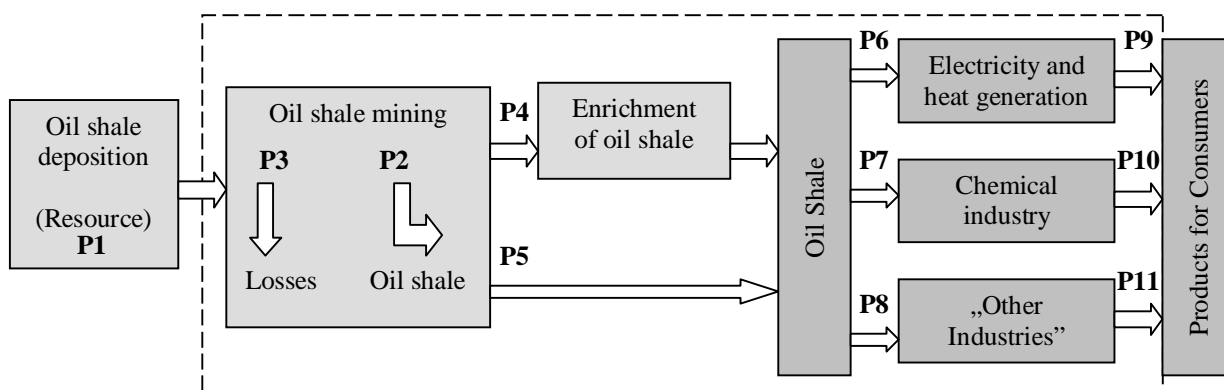 Oil shale
deposition
(Resource)
P1
Oil shale mining
P3
P2
Losses
Oil shale
P4
Enrichment
of oil shale
P5
Oil Shale
P6
Electricity and
heat generation
P9
P7
Chemical
industry
P10
P8
„Other
Industries”
P11
Products for Consumers